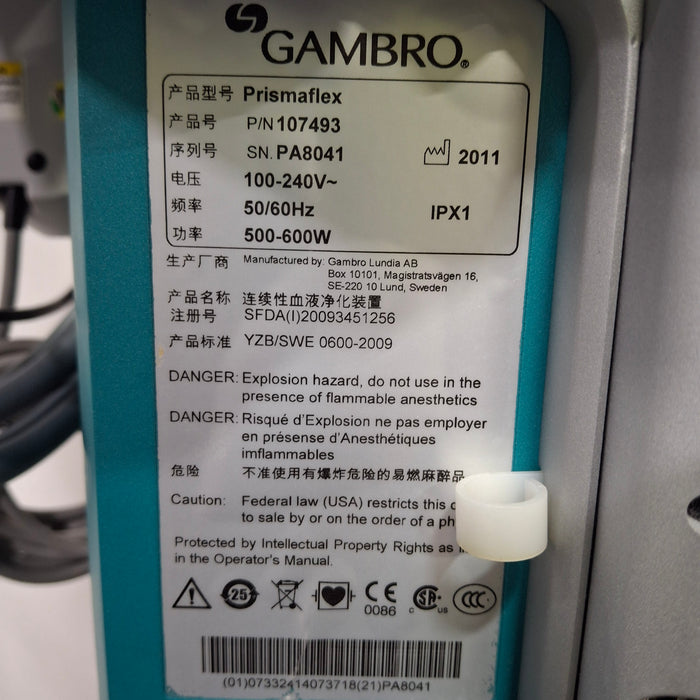 GAMBRO®
产品型号 Prismaflex
产品号 P/N 107493
序列号 SN. PA8041 2011
电压 100-240V~
频率 50/60Hz IPX1
功率 500-600W
生产厂商 Manufactured by: Gambro Lundia AB
Box 10101, Magistratsvägen 16,
SE-220 10 Lund, Sweden
产品名称 连续性血液净化装置
注册号 SFDA(I)20093451256
产品标准 YZB/SWE 0600-2009
DANGER: Explosion hazard, do not use in the
presence of flammable anesthetics
DANGER: Risqué d'Explosion ne pas employer
en présense d'Anesthétiques
imflammables
危险 不准使用有爆炸危险的易燃麻醉品
Caution: Federal law (USA) restricts this
to sale by or on the order of a
Protected by Intellectual Property Rights as
in the Operator's Manual.
25 CE 0086 C SA US CCC
(01)07332414073718(21)PA8041